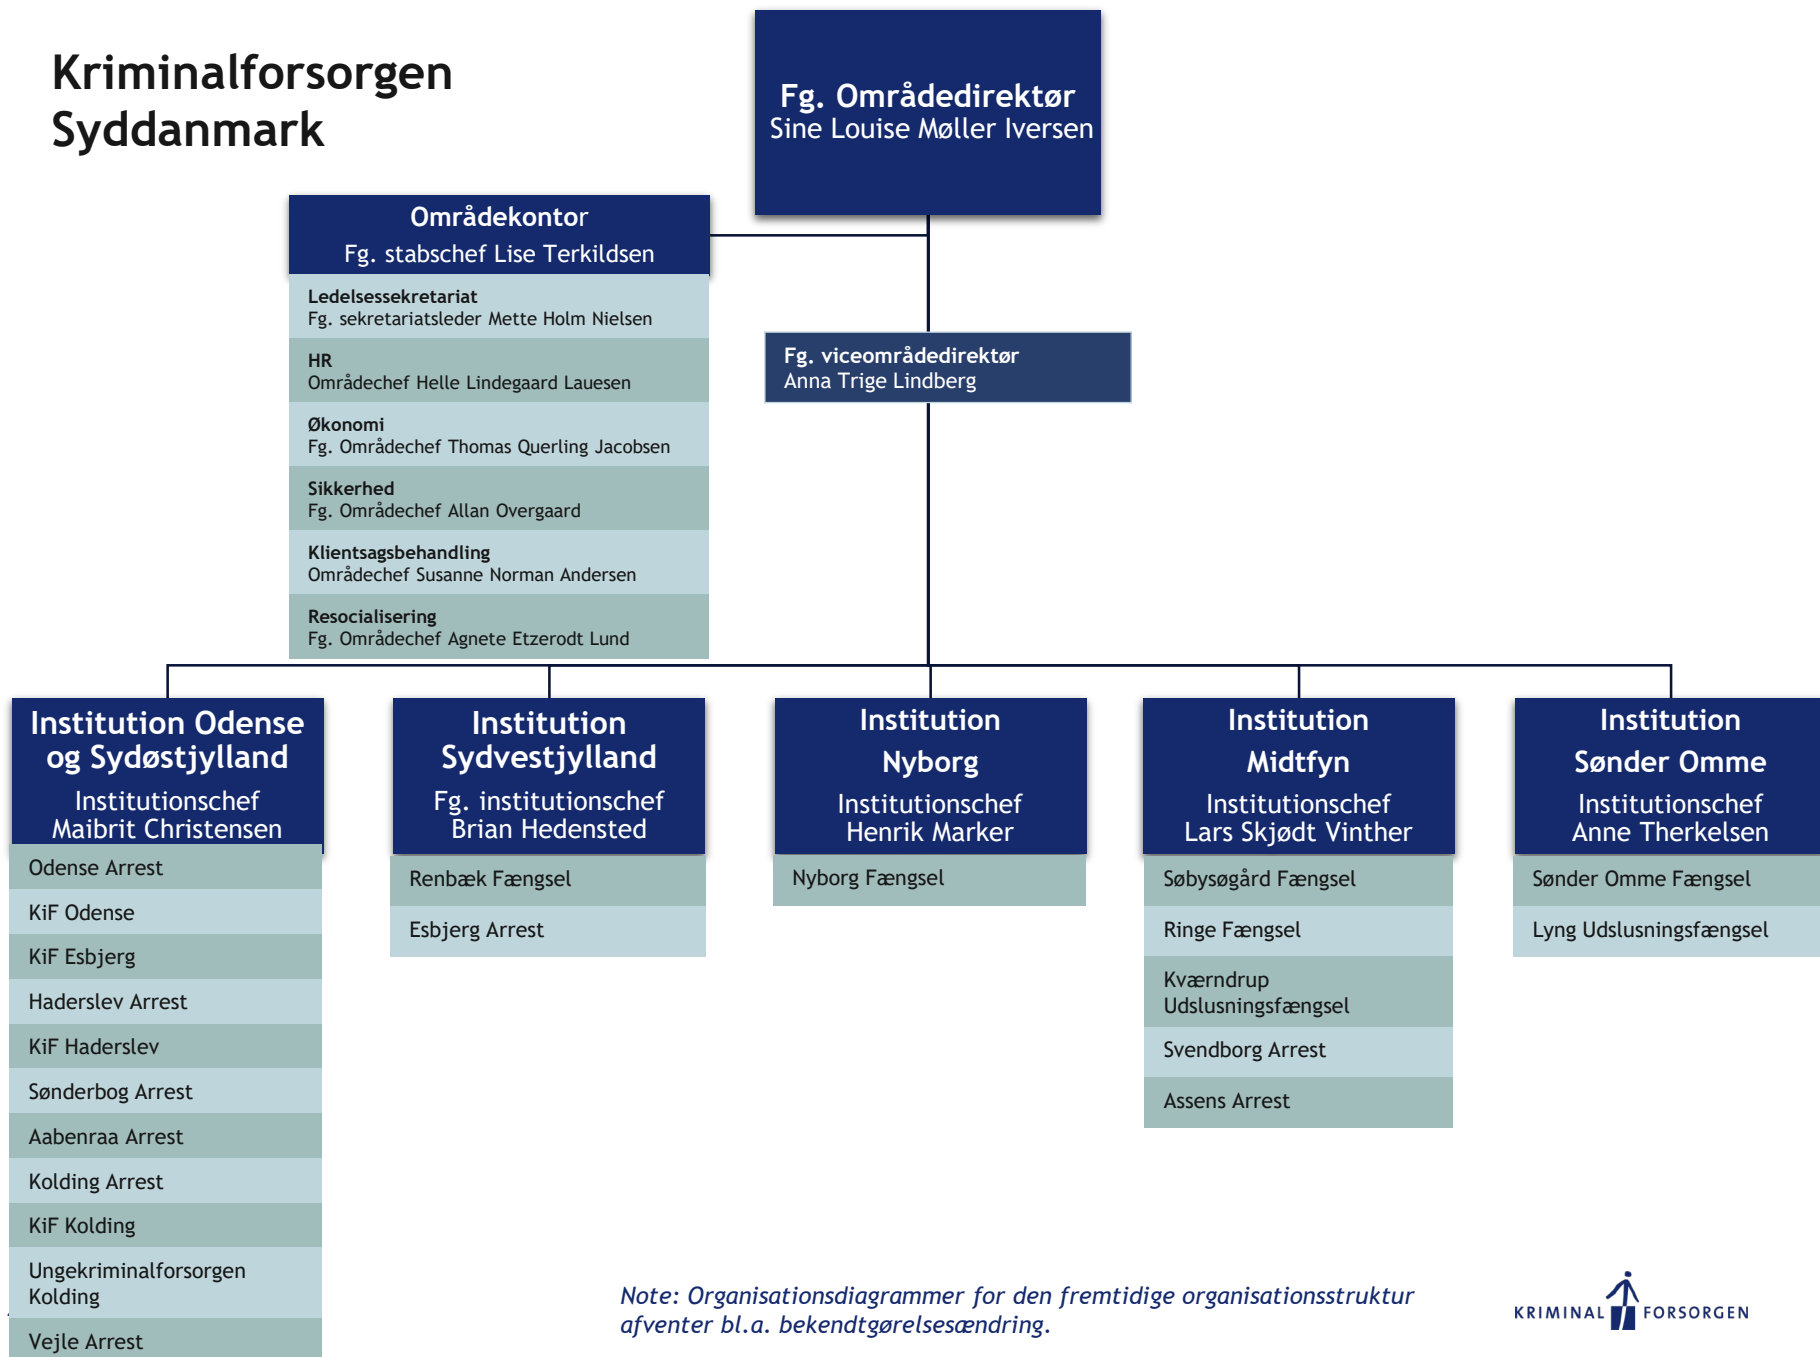 Kriminalforsorgen
Syddanmark
Fg. Områdedirektør
Sine Louise Møller Iversen
Områdekontor
Fg. stabschef Lise Terkildsen
Ledelsessekretariat
Fg. sekretariatsleder Mette Holm Nielsen
HR
Områdechef Helle Lindegaard Lauesen
Økonomi
Fg. Områdechef Thomas Querling Jacobsen
Sikkerhed
Fg. Områdechef Allan Overgaard
Klientsagsbehandling
Områdechef Susanne Norman Andersen
Resocialisering
Fg. Områdechef Agnete Etzerodt Lund
Fg. viceområdedirektør
Anna Trige Lindberg
Institution Odense
og Sydøstjylland
Institutionschef
Maibrit Christensen
Odense Arrest
KiF Odense
KiF Esbjerg
Haderslev Arrest
KiF Haderslev
Sønderbog Arrest
Aabenraa Arrest
Kolding Arrest
KiF Kolding
Ungekriminalforsorgen
Kolding
Vejle Arrest
Institution
Sydvestjylland
Fg. institutionschef
Brian Hedensted
Renbæk Fængsel
Esbjerg Arrest
Institution
Nyborg
Institutionschef
Henrik Marker
Nyborg Fængsel
Institution
Midtfyn
Institutionschef
Lars Skjødt Vinther
Søbysøgård Fængsel
Ringe Fængsel
Kværndrup
Udslusningsfængsel
Svendborg Arrest
Assens Arrest
Institution
Sønder Omme
Institutionschef
Anne Therkelsen
Sønder Omme Fængsel
Lyng Udslusningsfængsel
Note: Organisationsdiagrammer for den fremtidige organisationsstruktur
afventer bl.a. bekendtgørelsesændring.
KRIMINAL FORSORGEN